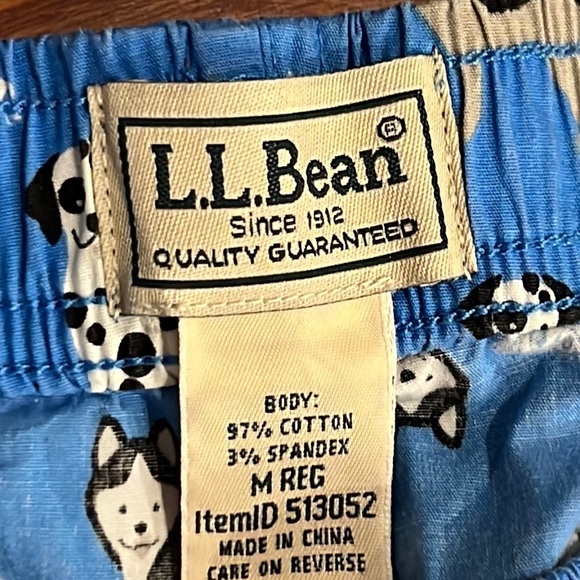 L.L.Bean®
Since 1912
QUALITY GUARANTEED
BODY:
97% COTTON
3% SPANDEX
M REG
ItemID 513052
MADE IN CHINA
CARE ON REVERSE